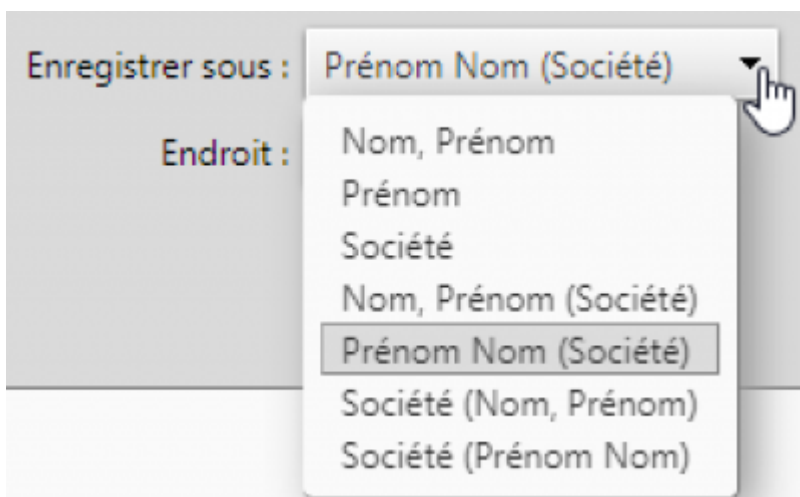 Enregistrer sous : Prénom Nom (Société)
Endroit :
Nom, Prénom
Prénom
Société
Nom, Prénom (Société)
Prénom Nom (Société)
Société (Nom, Prénom)
Société (Prénom Nom)